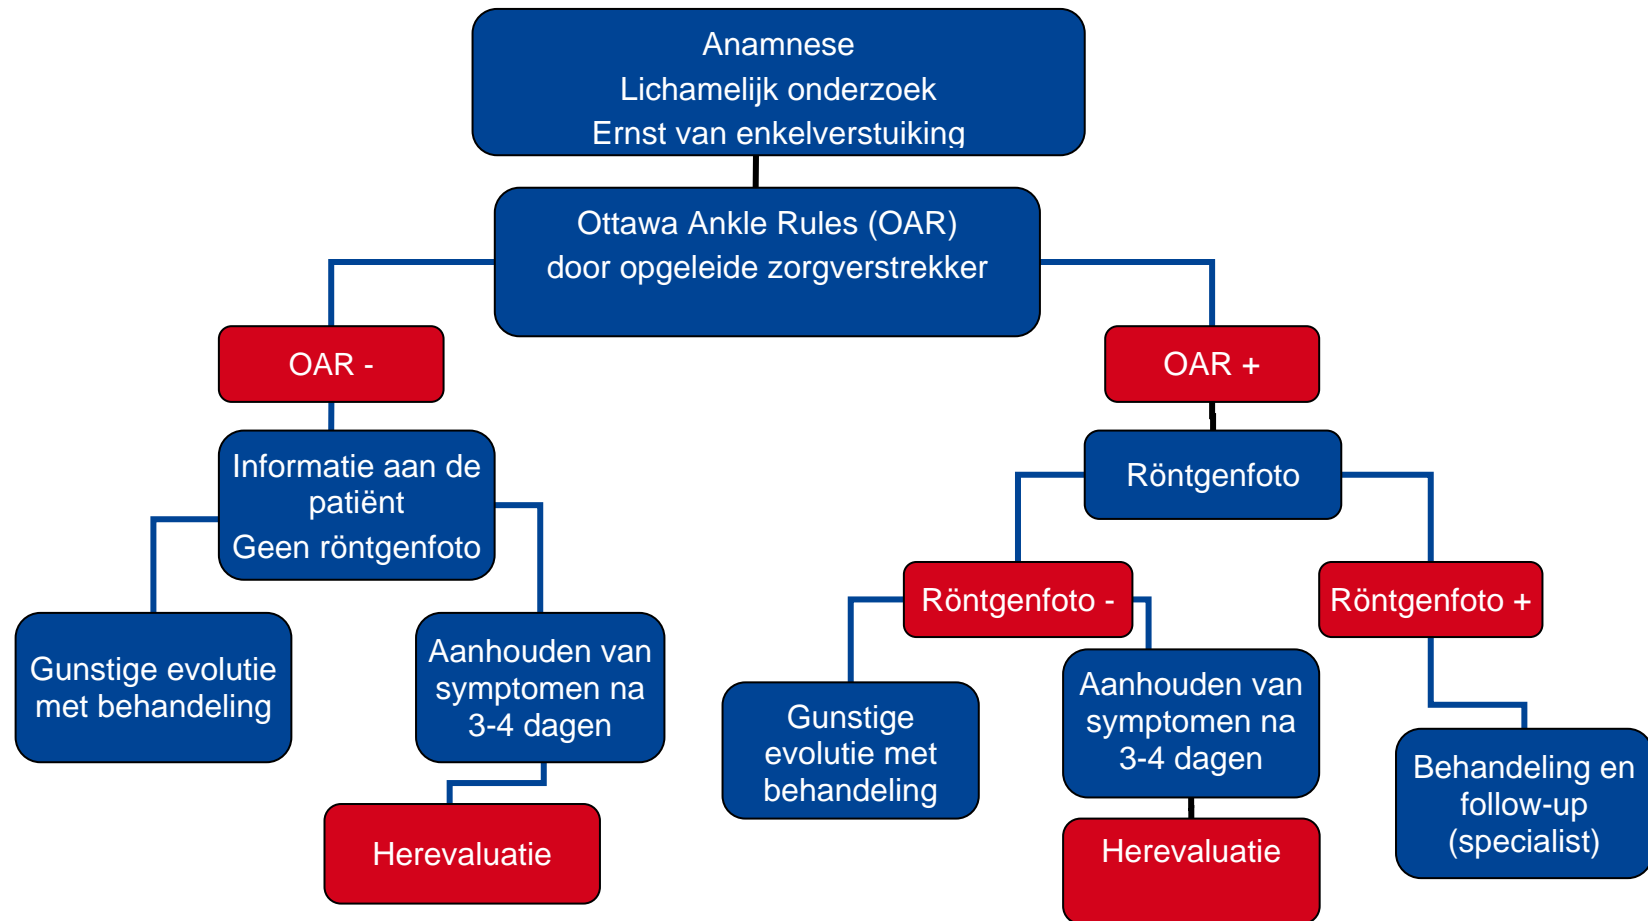 Anamnese
Lichamelijk onderzoek
Ernst van enkelverstuiking
Ottawa Ankle Rules (OAR)
door opgeleide zorgverstrekker
OAR -
OAR +
Informatie aan de
patiënt
Geen röntgenfoto
Röntgenfoto
Röntgenfoto -
Röntgenfoto +
Gunstige evolutie
met behandeling
Aanhouden van
symptomen na
3-4 dagen
Gunstige
evolutie met
behandeling
Aanhouden van
symptomen na
3-4 dagen
Behandeling en
follow-up
(specialist)
Herevaluatie
Herevaluatie